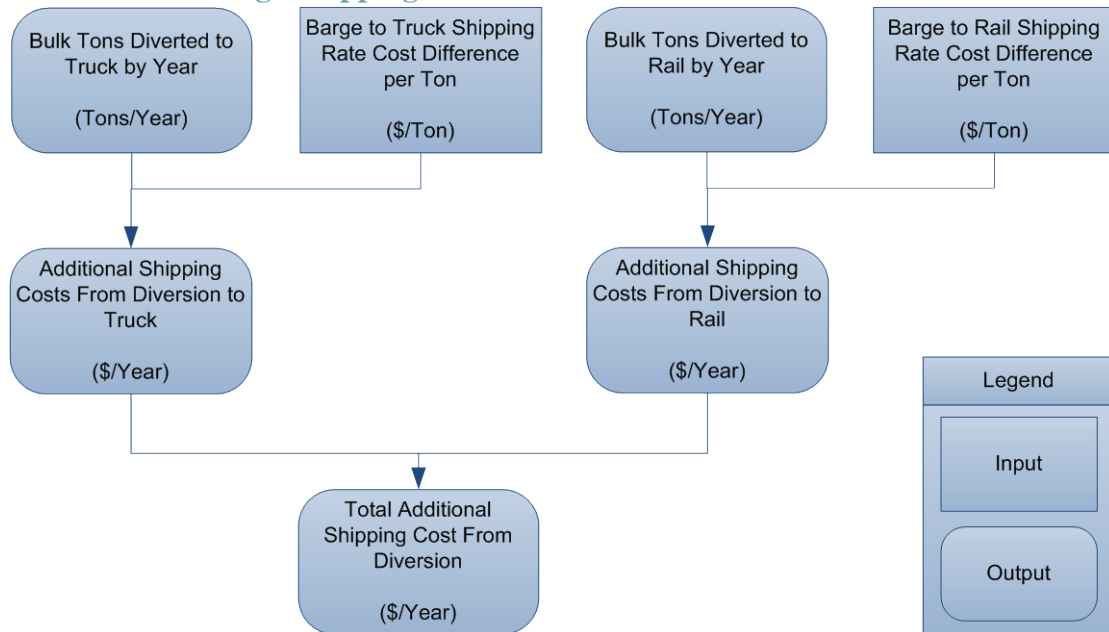 Bulk Tons Diverted to
Truck by Year
(Tons/Year)
Barge to Truck Shipping
Rate Cost Difference
per Ton
($/Ton)
Bulk Tons Diverted to
Rail by Year
(Tons/Year)
Barge to Rail Shipping
Rate Cost Difference
per Ton
($/Ton)
Additional Shipping
Costs From Diversion to
Truck
($/Year)
Additional Shipping
Costs From Diversion to
Rail
($/Year)
Total Additional
Shipping Cost From
Diversion
($/Year)
Legend
Input
Output